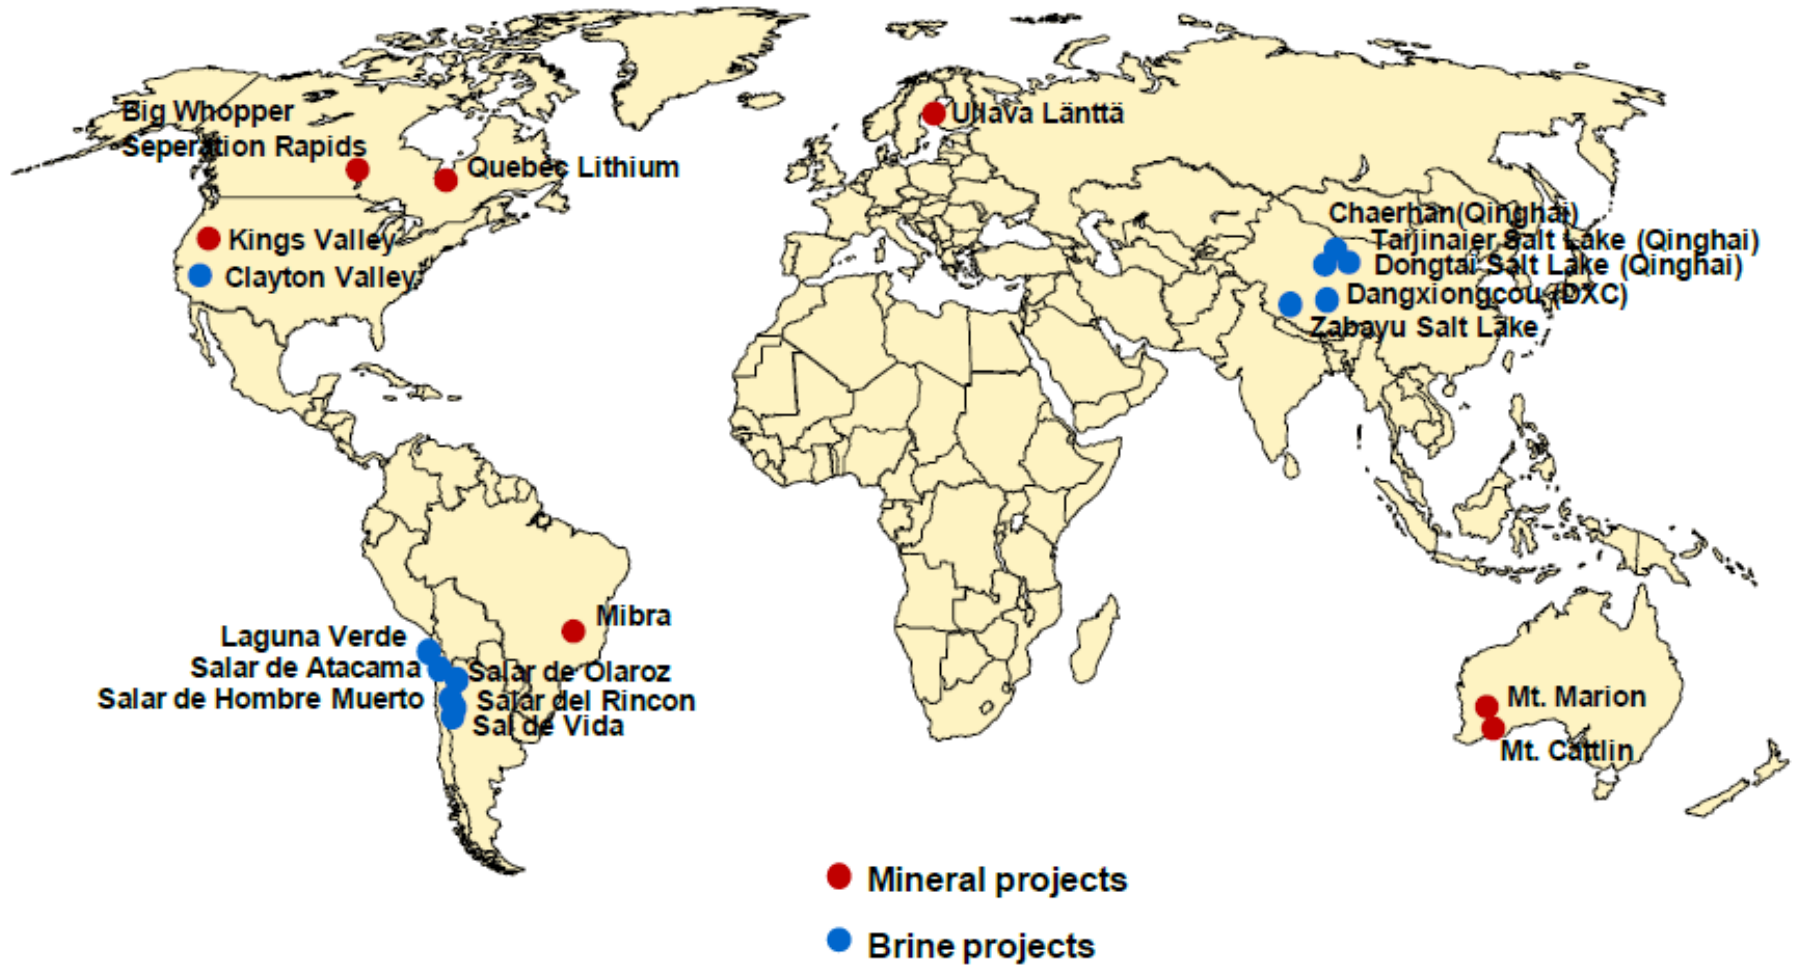 Big Whopper
Seperation Rapids
Quebec Lithium
Kings Valley
Clayton Valley
Ullava Länttä
Chaerhan(Qinghai)
Taijinaier Salt Lake (Qinghai)
Dongtai Salt Lake (Qinghai)
Dangxiongcou (DXC)
Zabayu Salt Lake
Mibra
Laguna Verde
Salar de Atacama
Salar de Olaroz
Salar de Hombre Muerto
Salar del Rincon
Sal de Vida
Mt. Marion
Mt. Cattlin
Mineral projects
Brine projects